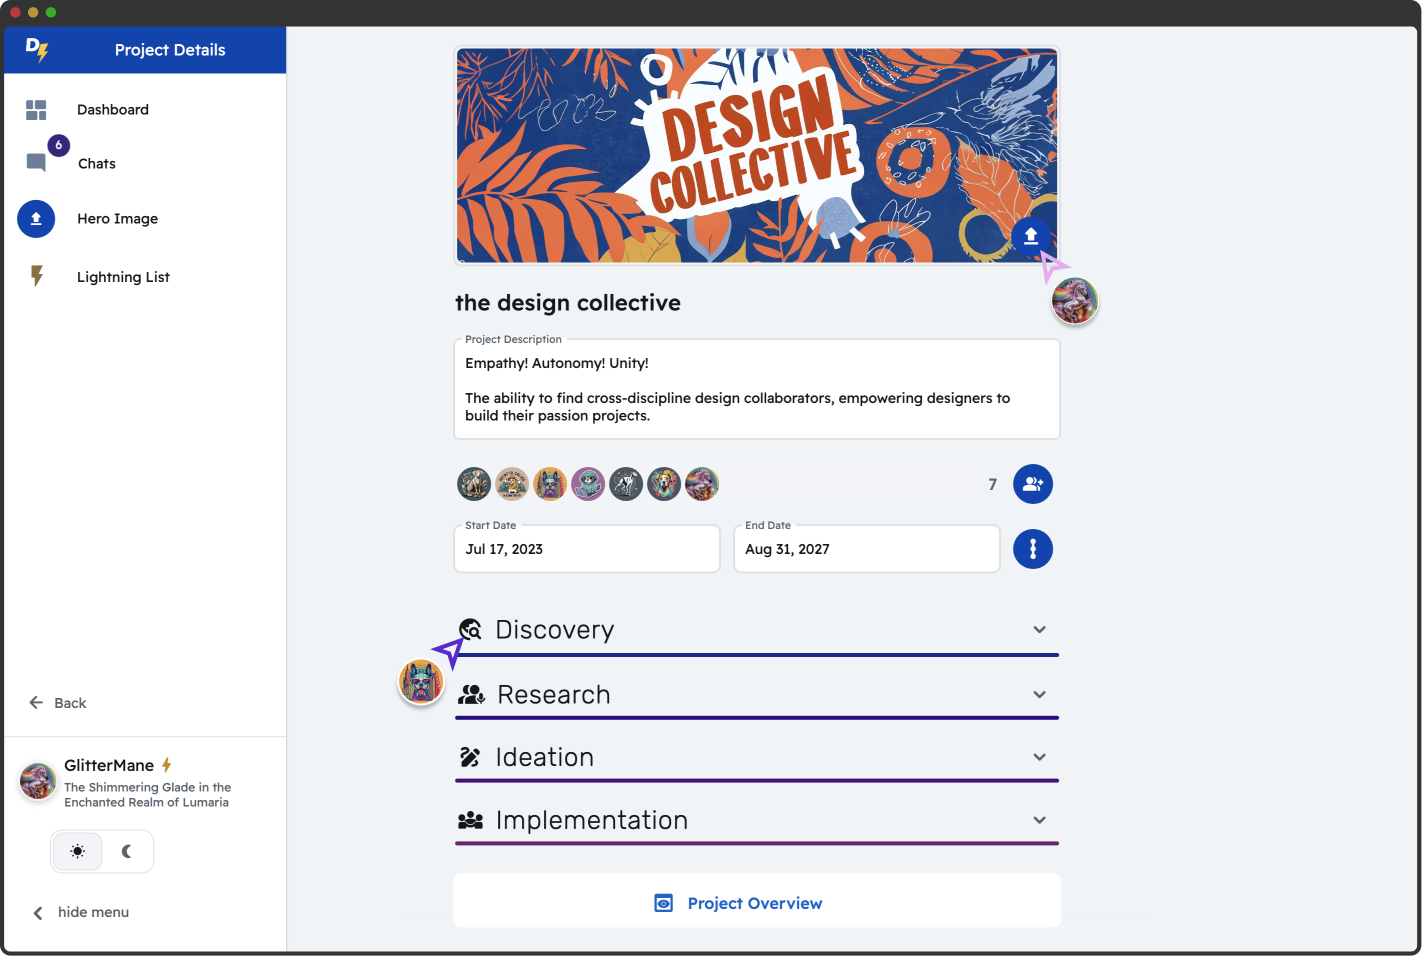 D
Project Details
Dashboard
6
Chats
Hero Image
Lightning List
Back
GlitterMane
The Shimmering Glade in the
Enchanted Realm of Lumaria
hide menu
DESIGN
COLLECTIVE
the design collective
Project Description
Empathy! Autonomy! Unity!
The ability to find cross-discipline design collaborators, empowering designers to
build their passion projects.
7
Start Date
Jul 17, 2023
End Date
Aug 31, 2027
Discovery
Research
Ideation
Implementation
Project Overview